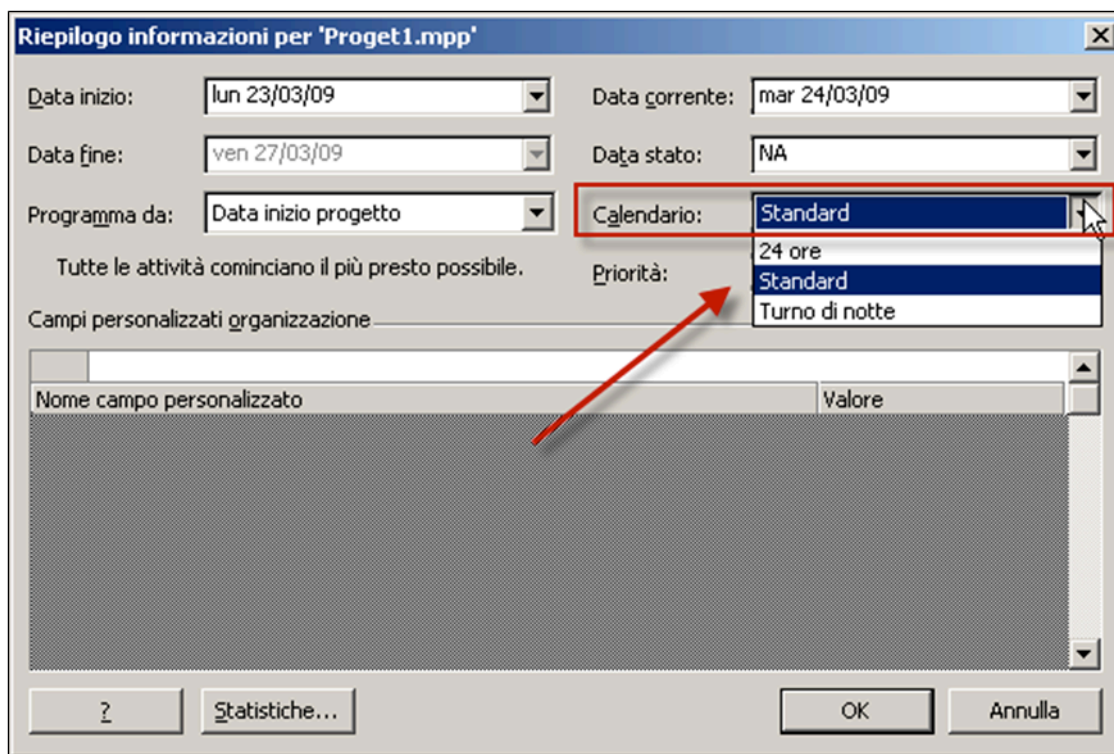 Riepilogo informazioni per 'Proget1.mpp'
Data inizio: lun 23/03/09 Data corrente: mar 24/03/09
Data fine: ven 27/03/09 Data stato: NA
Programma da: Data inizio progetto Calendario: Standard
24 ore
Tutte le attività cominciano il più presto possibile. Priorità: Standard
Turno di notte
Campi personalizzati organizzazione
Nome campo personalizzato Valore
? Statistiche... OK Annulla